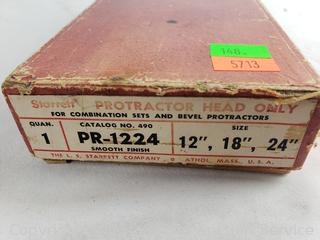 148.
5713
Starrett PROTRACTOR HEAD ONLY
FOR COMBINATION SETS AND BEVEL PROTRACTORS
QUAN. CATALOG NO. 490 SIZE
1 PR-1224 12", 18", 24"
SMOOTH FINISH
THE L. S. STARRETT COMPANY, ATHOL, MASS., U.S.A.